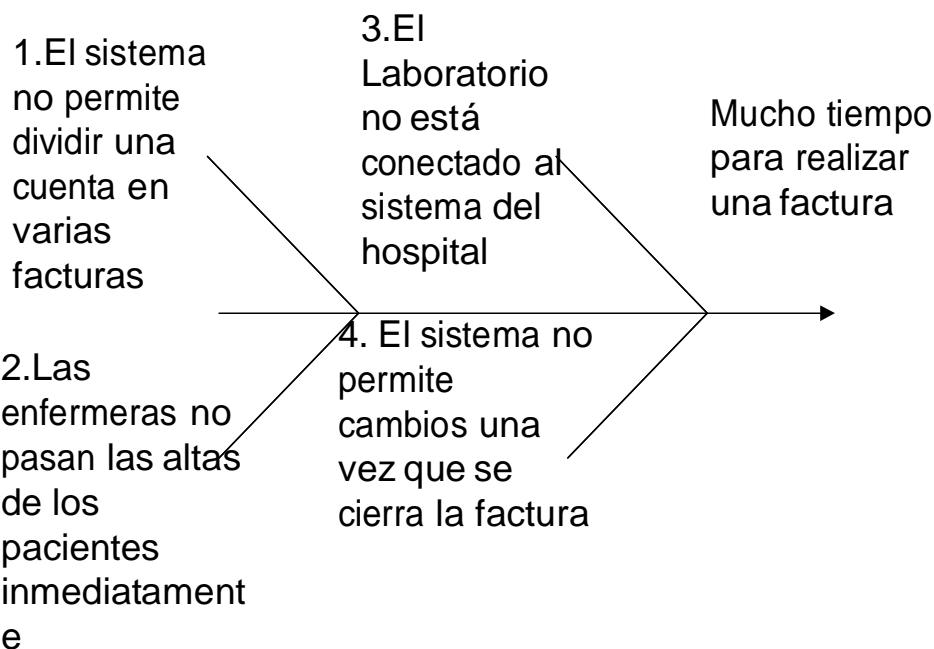 1.El sistema
no permite
dividir una
cuenta en
varias
facturas
2.Las
enfermeras no
pasan las altas
de los
pacientes
inmediatament
e
3.El
Laboratorio
no está
conectado al
sistema del
hospital
4. El sistema no
permite
cambios una
vez que se
cierra la factura
Mucho tiempo
para realizar
una factura